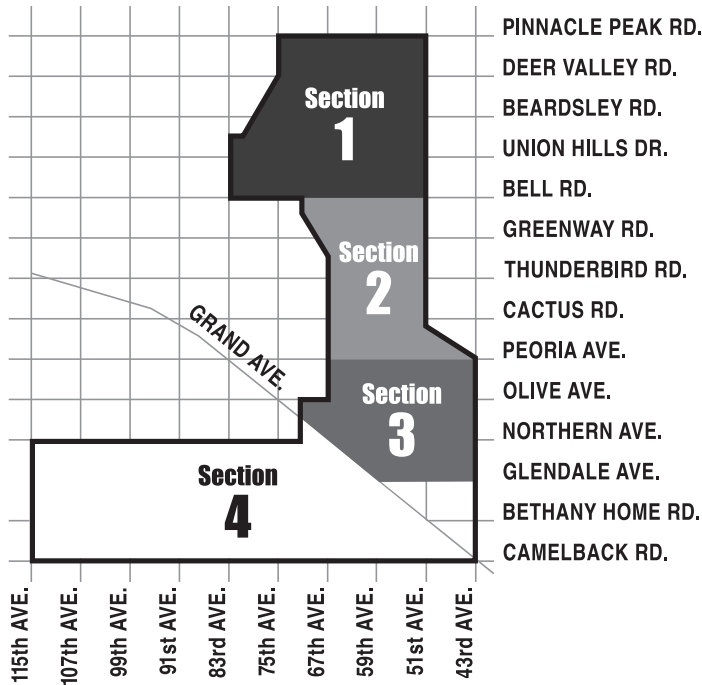 PINNACLE PEAK RD.
DEER VALLEY RD.
BEARDSLEY RD.
UNION HILLS DR.
BELL RD.
GREENWAY RD.
THUNDERBIRD RD.
CACTUS RD.
PEORIA AVE.
OLIVE AVE.
NORTHERN AVE.
GLENDALE AVE.
BETHANY HOME RD.
CAMELBACK RD.
Section
1
Section
2
GRAND AVE.
Section
3
Section
4
115th AVE.
107th AVE.
99th AVE.
91st AVE.
83rd AVE.
75th AVE.
67th AVE.
59th AVE.
51st AVE.
43rd AVE.